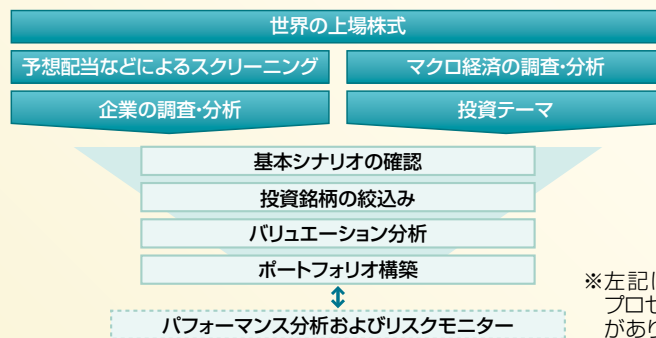 世界の上場株式
予想配当などによるスクリーニング
マクロ経済の調査・分析
企業の調査・分析
投資テーマ
基本シナリオの確認
投資銘柄の絞込み
バリュエーション分析
ポートフォリオ構築
パフォーマンス分析およびリスクモニター
※左記に
プロセ
があり